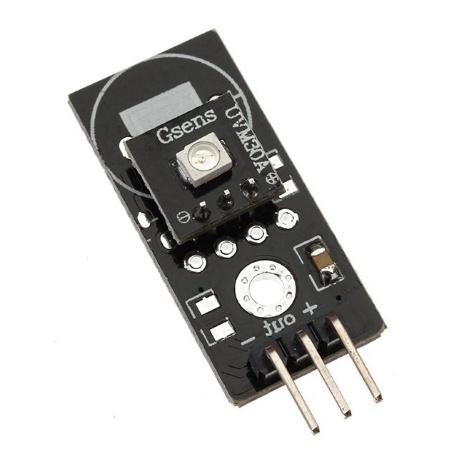 Gsens
UVM30A
- out +